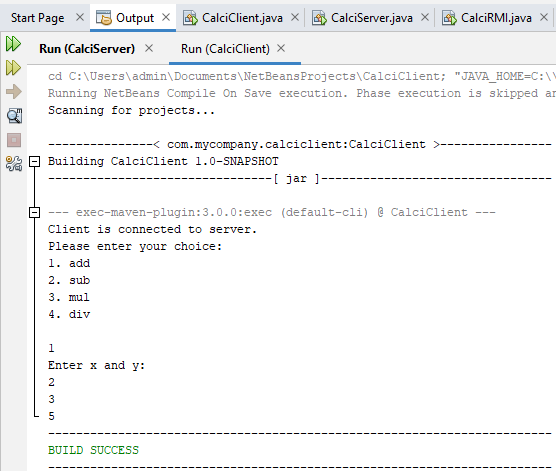 Start Page Output CalciClient.java CalciServer.java CalciRMI.java
Run (CalciServer) Run (CalciClient)
cd C:\Users\admin\Documents\NetBeansProjects\CalciClient; "JAVA_HOME=C:\\
Running NetBeans Compile On Save execution. Phase execution is skipped an
Scanning for projects...
--------------< com.mycompany.calciclient:CalciClient >---------------
Building CalciClient 1.0-SNAPSHOT
------------------------------[ jar ]-------------------------------
--- exec-maven-plugin:3.0.0:exec (default-cli) @ CalciClient ---
Client is connected to server.
Please enter your choice:
1. add
2. sub
3. mul
4. div
1
Enter x and y:
2
3
5
------------------------------------------------------------------------
BUILD SUCCESS
------------------------------------------------------------------------